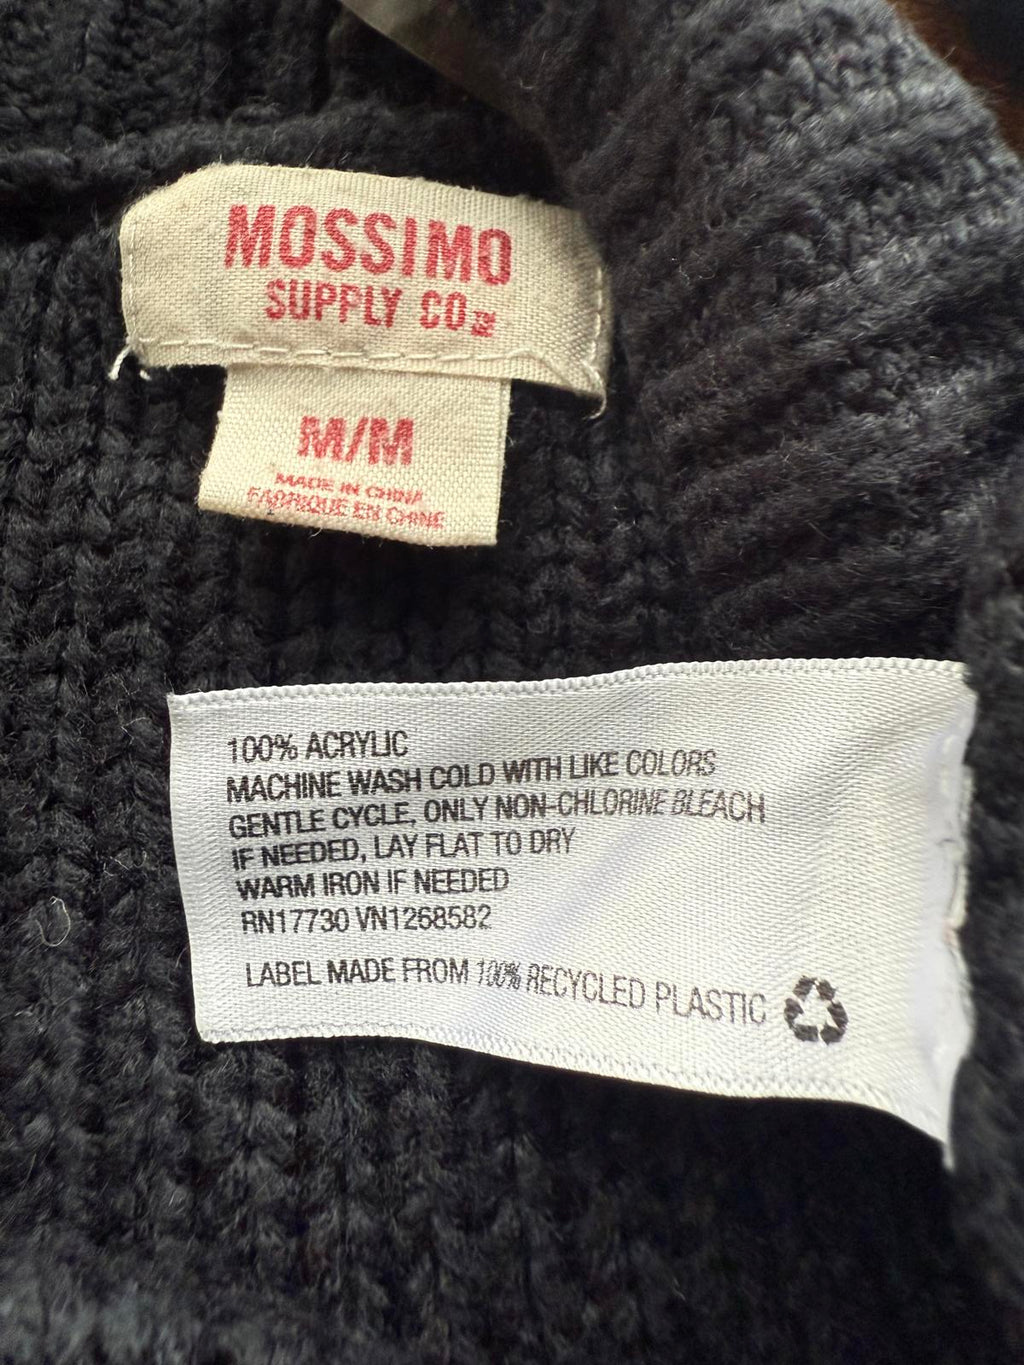 MOSSIMO
SUPPLY CO™
M/M
MADE IN CHINA
FABRIQUE EN CHINE
100% ACRYLIC
MACHINE WASH COLD WITH LIKE COLORS
GENTLE CYCLE, ONLY NON-CHLORINE BLEACH
IF NEEDED, LAY FLAT TO DRY
WARM IRON IF NEEDED
RN17730 VN1268582
LABEL MADE FROM 100% RECYCLED PLASTIC